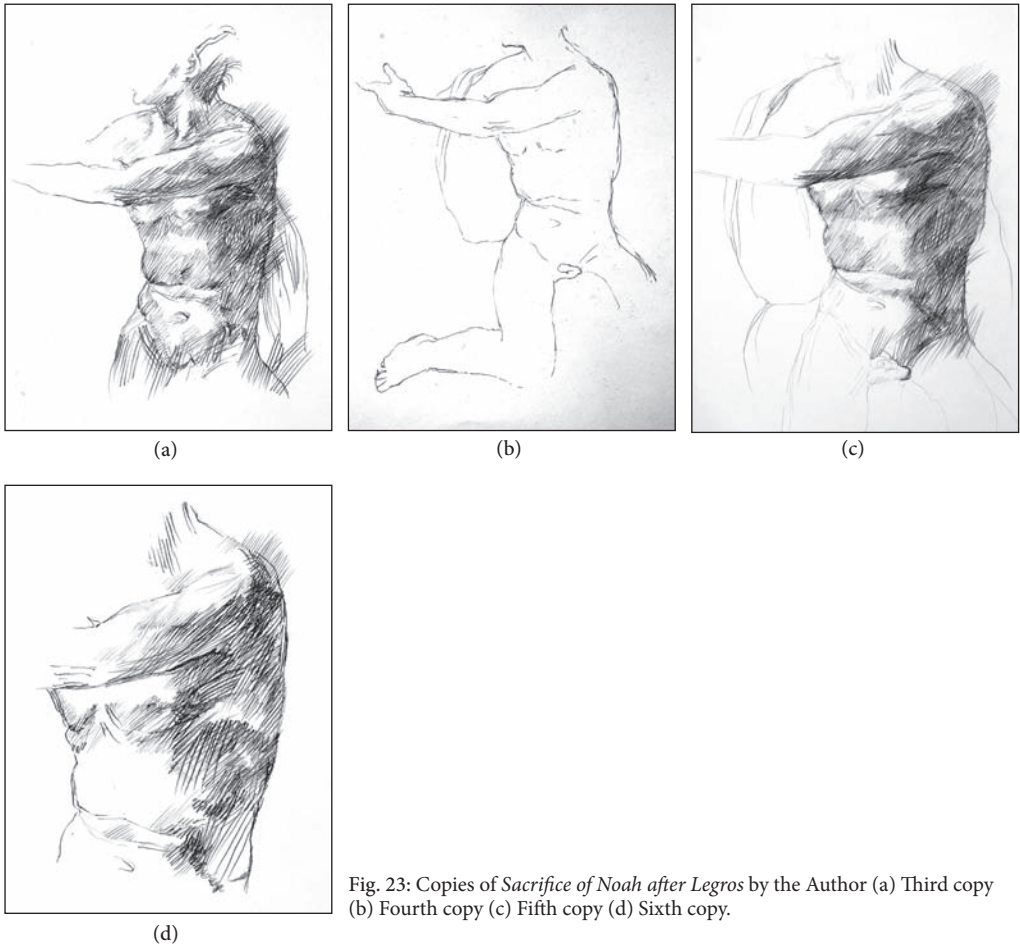 (a)
(b)
(c)
(d)
Fig. 23: Copies of Sacrifice of Noah after Legros by the Author (a) Third copy
(b) Fourth copy (c) Fifth copy (d) Sixth copy.